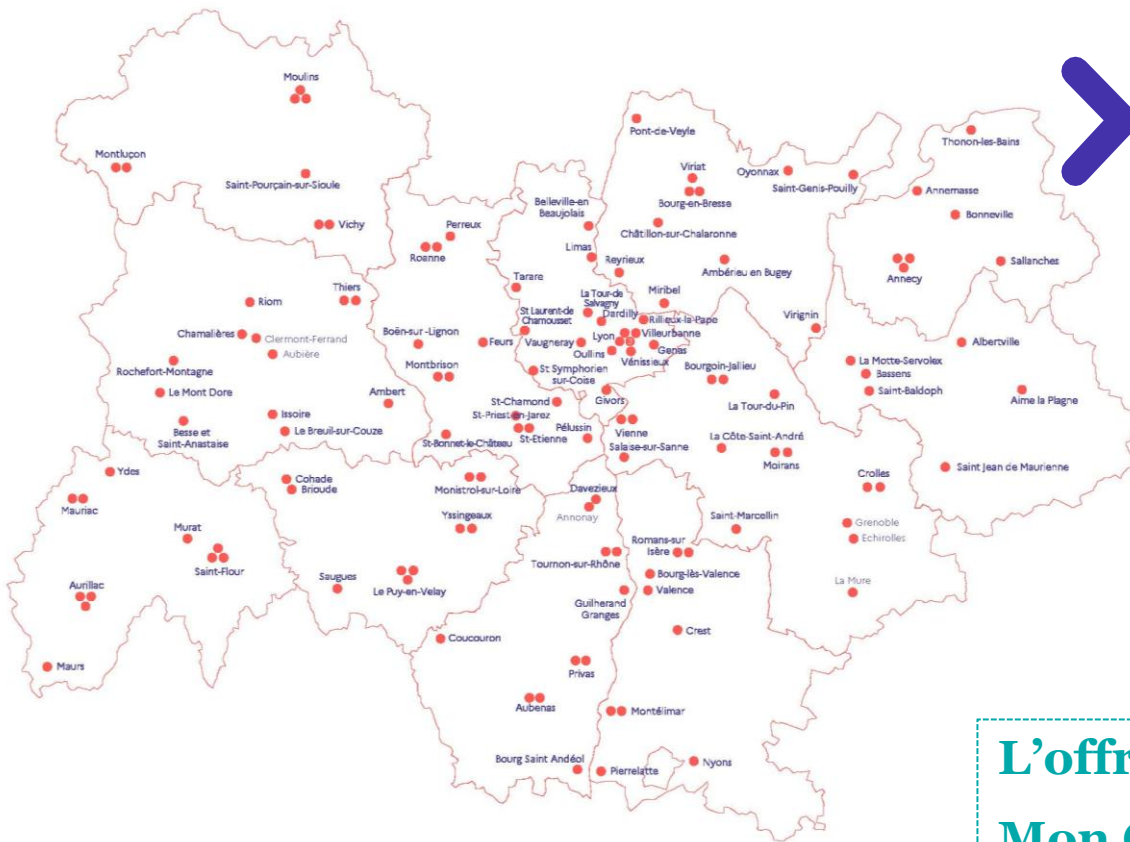 Moulins
Montluçon
Saint-Pourçain-sur-Sioule
Vichy
Pont-de-Veyle
Viriat
Bourg-en-Bresse
Oyonnax
Saint-Genis-Pouilly
Thonon-les-Bains
Annemasse
Bonneville
Annecy
Sallanches
Belleville-en
Beaujolais
Châtillon-sur-Chalaronne
Perreux
Roanne
Limas
Reyrieux
Ambérieu en Bugey
Tarare
La Tour-de
Salvagny
Miribel
Riom
Thiers
St Laurent-de
Chamousset
Dardilly
Rillieux-la-Pape
Virignin
Chamalières
Clermont-Ferrand
Aubière
Boën-sur-Lignon
Feurs
Vaugneray
Lyon
Villeurbanne
Oullins
Genas
Vénissieux
Albertville
Rochefort-Montagne
Montbrison
St Symphorien
sur-Coise
Bourgoin-Jallieu
La Motte-Servolex
Bassens
Saint-Baldoph
Le Mont Dore
Ambert
St-Chamond
Givors
La Tour-du-Pin
Aime la Plagne
Issoire
St-Priest-en-Jarez
St-Etienne
Pélussin
Vienne
Besse et
Saint-Anastaise
Le Breuil-sur-Couze
St-Bonnet-le-Château
Salaise-sur-Sanne
La Côte-Saint-André
Moirans
Saint Jean de Maurienne
Ydes
Cohade
Brioude
Monistrol-sur-Loire
Crolles
Mauriac
Davezieux
Annonay
Yssingeaux
Saint-Marcellin
Grenoble
Echirolles
Murat
Saint-Flour
Romans-sur
Isère
Tournon-sur-Rhône
Bourg-lès-Valence
Valence
La Mure
Aurillac
Saugues
Le Puy-en-Velay
Guilherand
Granges
Coucouron
Crest
Maurs
Privas
Aubenas
Montélimar
Bourg Saint Andéol
Pierrelatte
Nyons
L'offr
Mon